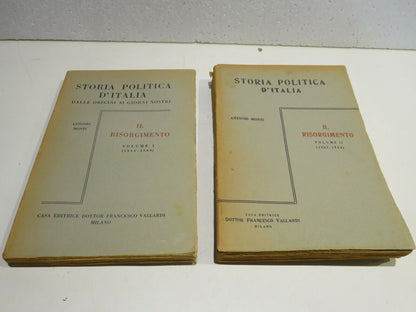 STORIA POLITICA
D'ITALIA
DALLE ORIGINI AI GIORNI NOSTRI
ANTONIO
MONTI
IL
RISORGIMENTO
VOLUME I
CASA EDITRICE DOTTOR FRANCESCO VALLARDI
MILANO
STORIA POLITICA
D'ITALIA
ANTONIO MONTI
IL
RISORGIMENTO
VOLUME II
CASA EDITRICE
DOTTOR FRANCESCO VALLARDI
MILANO